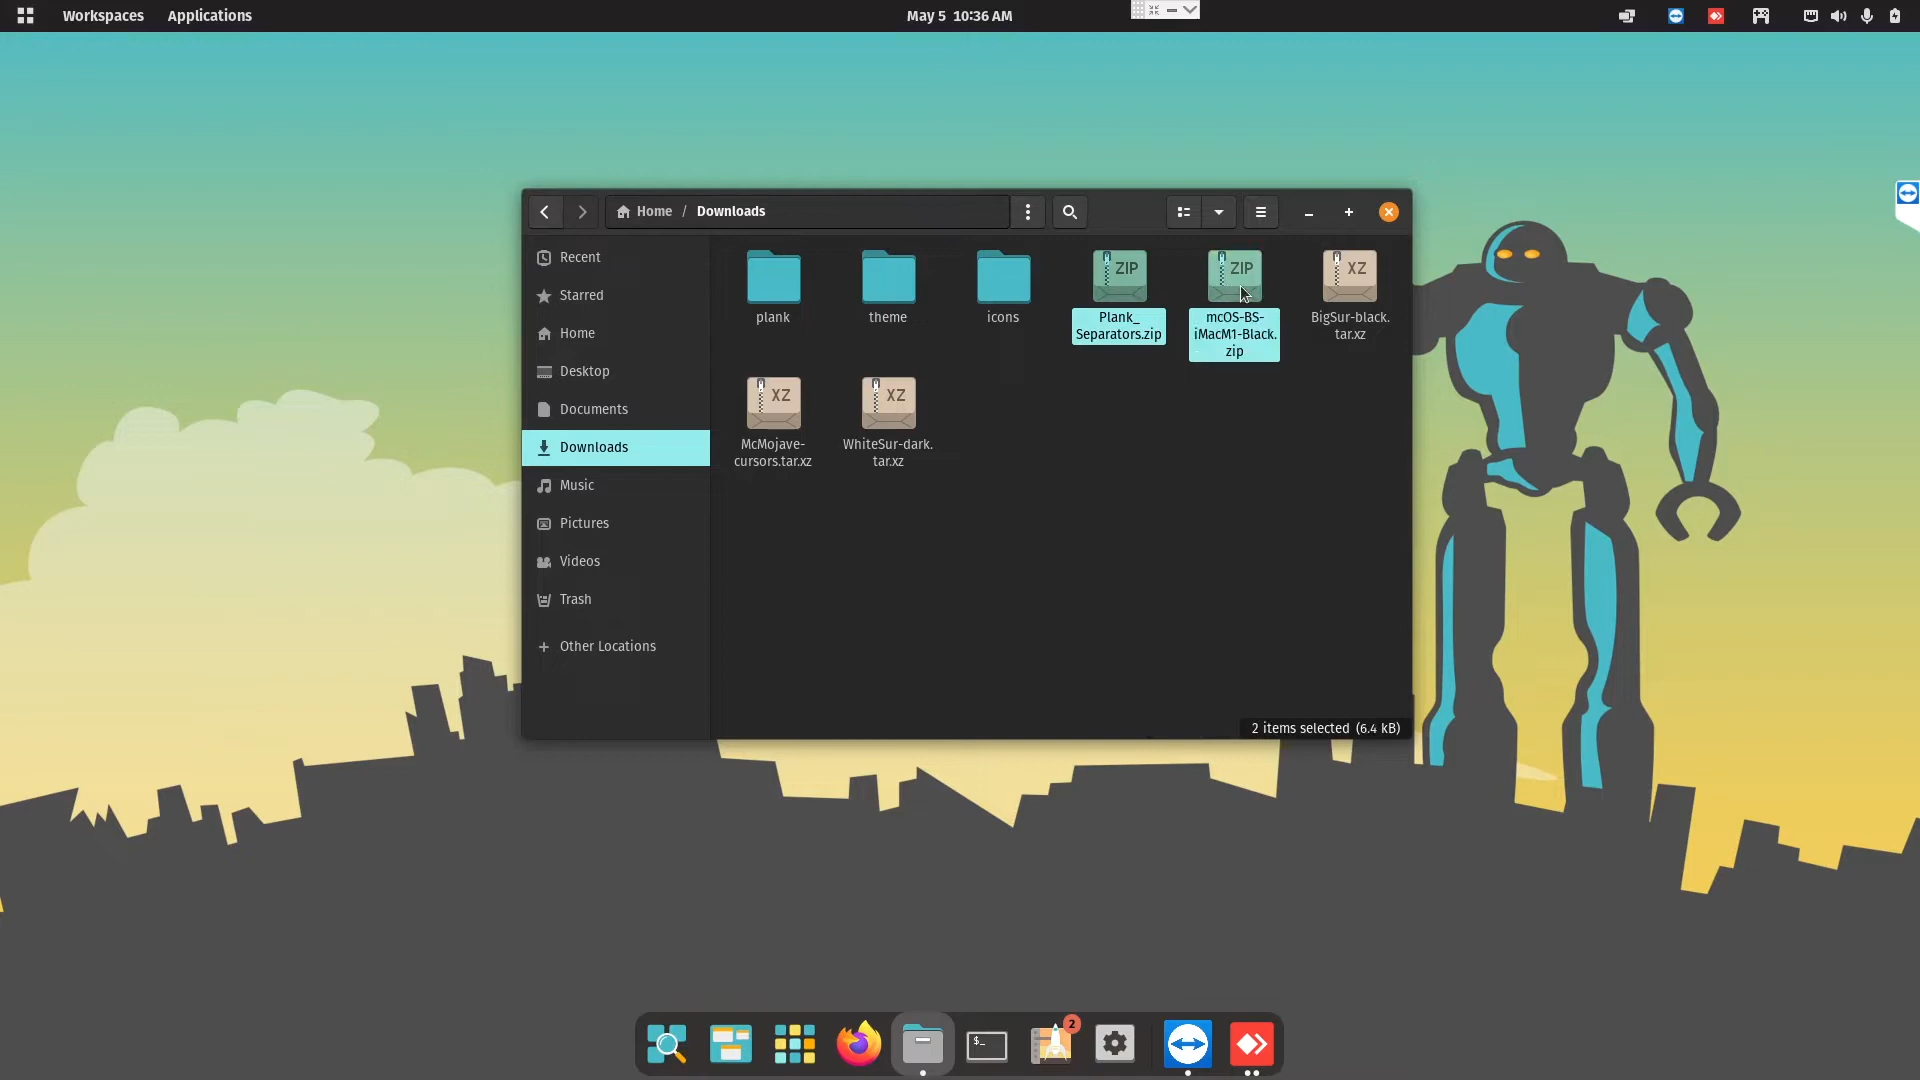 Workspaces
Applications
May 5 10:36 AM
Home / Downloads
Recent
Starred
Home
Desktop
Documents
Downloads
Music
Pictures
Videos
Trash
Other Locations
plank
theme
icons
ZIP
Plank_
Separators.zip
ZIP
mcOS-BS-
iMacM1-Black.
zip
XZ
BigSur-black.
tar.xz
XZ
McMojave-
cursors.tar.xz
XZ
WhiteSur-dark.
tar.xz
2 items selected (6.4 kB)
$_
2